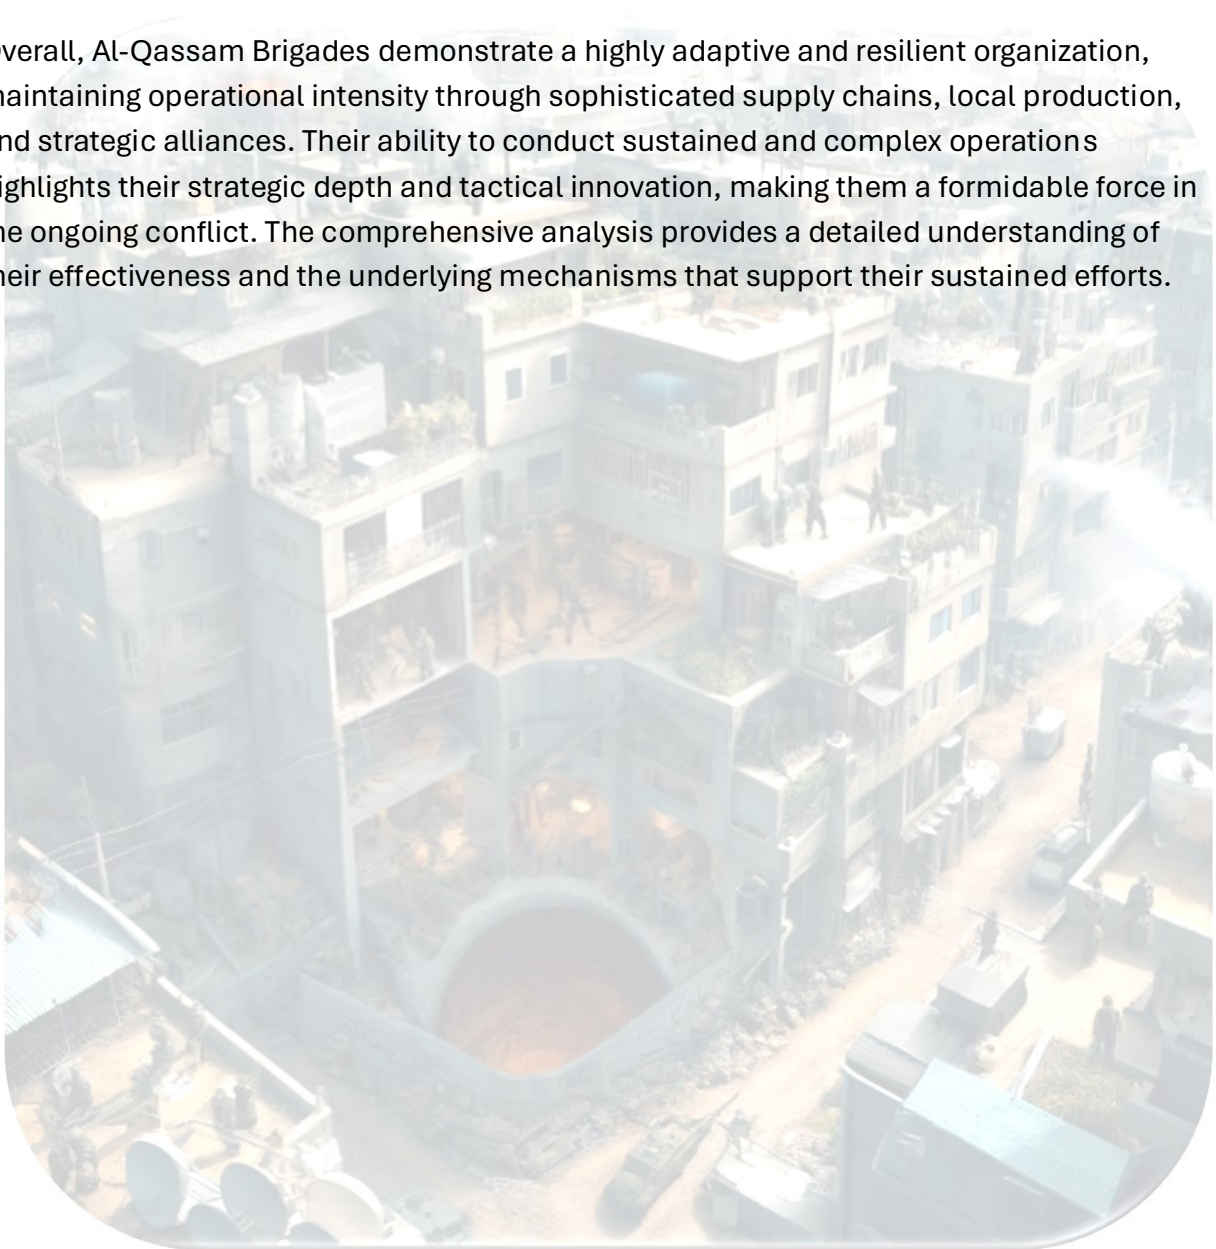 verall, Al-Qassam Brigades demonstrate a highly adaptive and resilient organization,
aintaining operational intensity through sophisticated supply chains, local production,
nd strategic alliances. Their ability to conduct sustained and complex operations
ighlights their strategic depth and tactical innovation, making them a formidable force in
he ongoing conflict. The comprehensive analysis provides a detailed understanding of
heir effectiveness and the underlying mechanisms that support their sustained efforts.